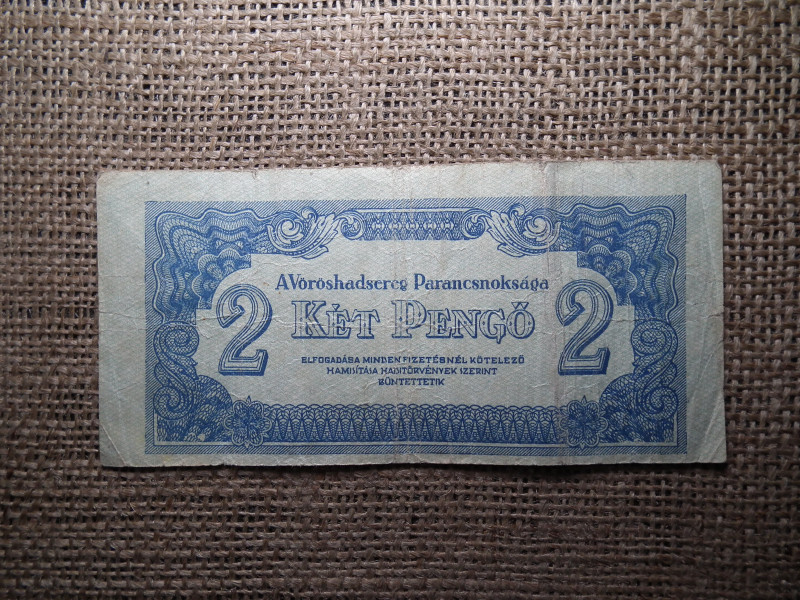 A Vöröshadsereg Parancsnoksága
2 KÉT PENGŐ 2
ELFOGADÁSA MINDEN FIZETÉSNÉL KÖTELEZŐ
HAMISÍTÁSA HADITÖRVÉNYEK SZERINT
BÜNTETTETIK